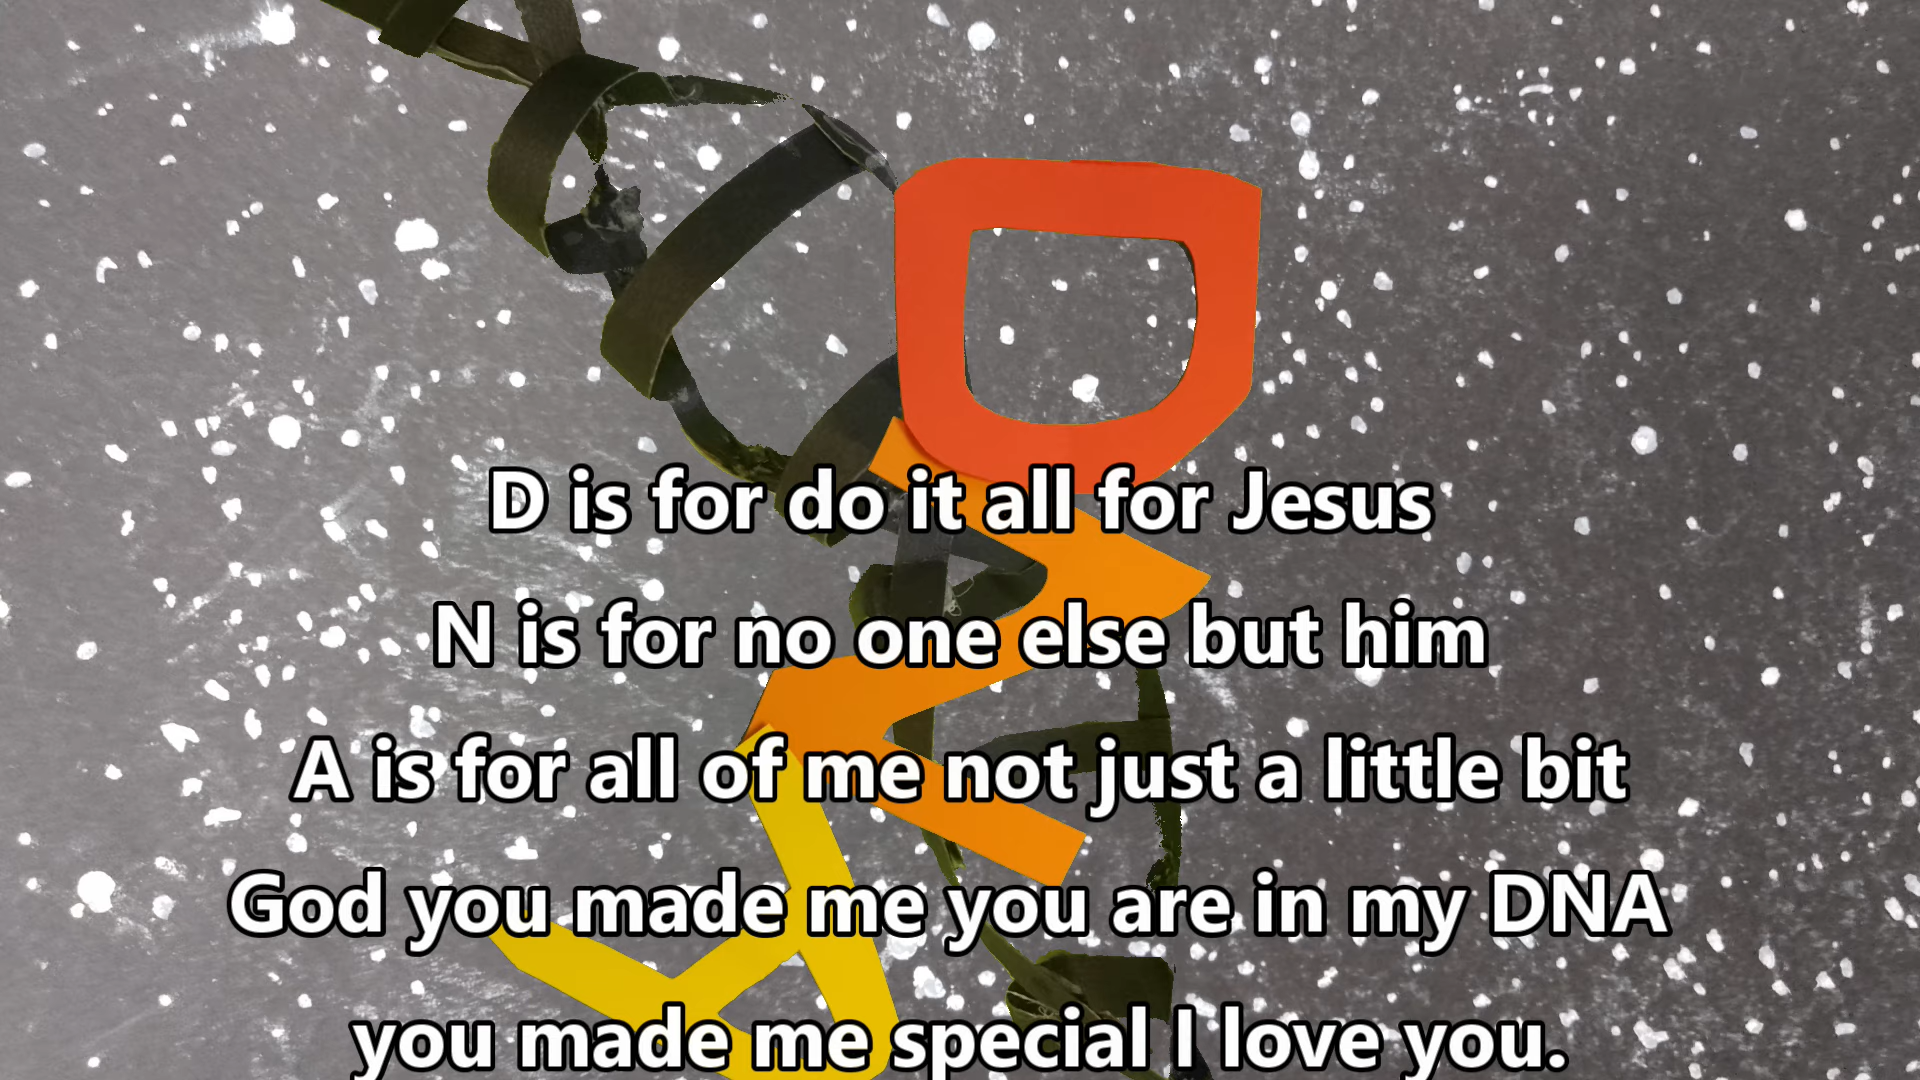 D
N
A
D is for do it all for Jesus
N is for no one else but him
A is for all of me not just a little bit
God you made me you are in my DNA
you made me special I love you.